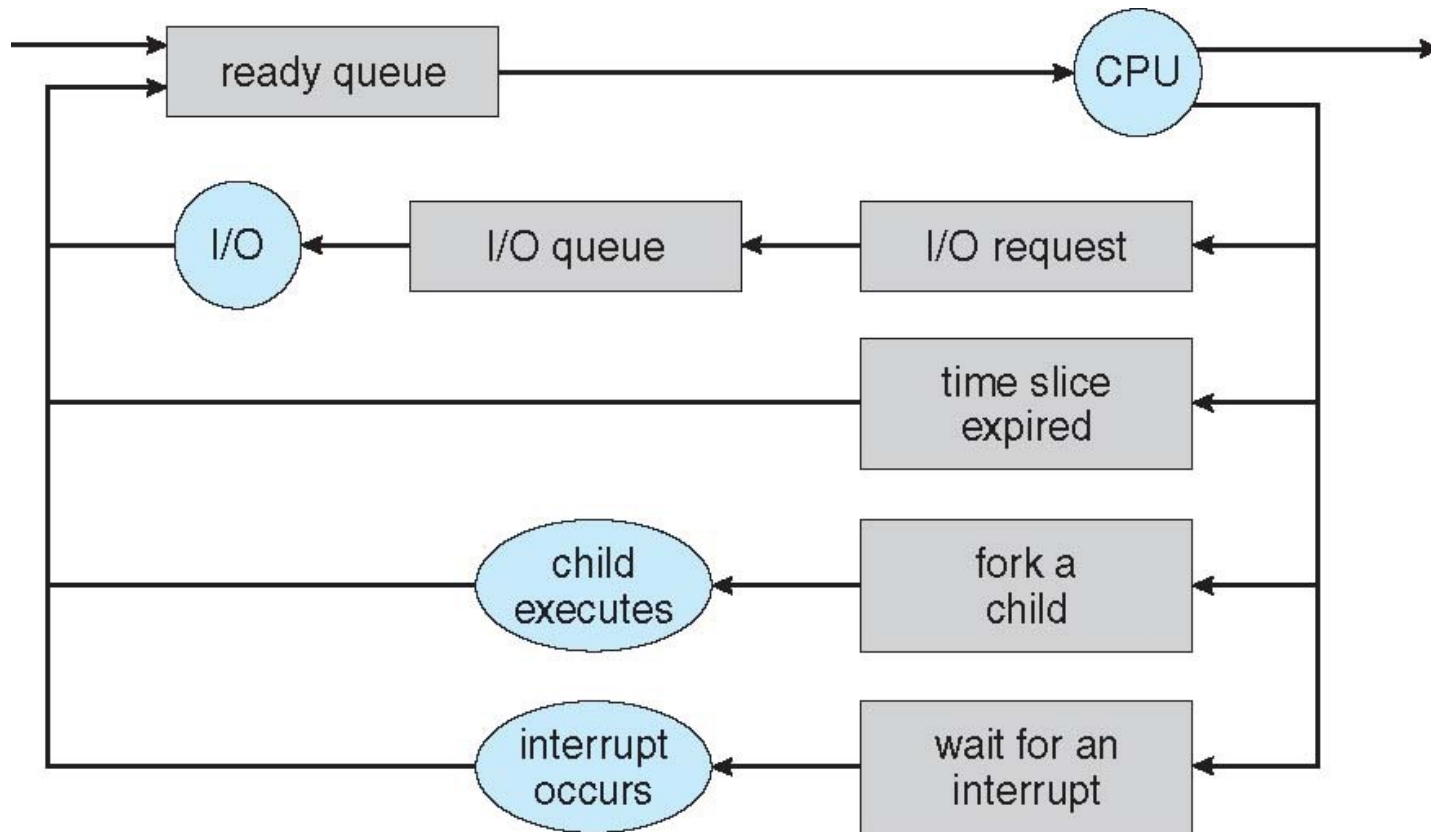 ready queue
CPU
I/O
I/O queue
I/O request
time slice
expired
child
executes
fork a
child
interrupt
occurs
wait for an
interrupt